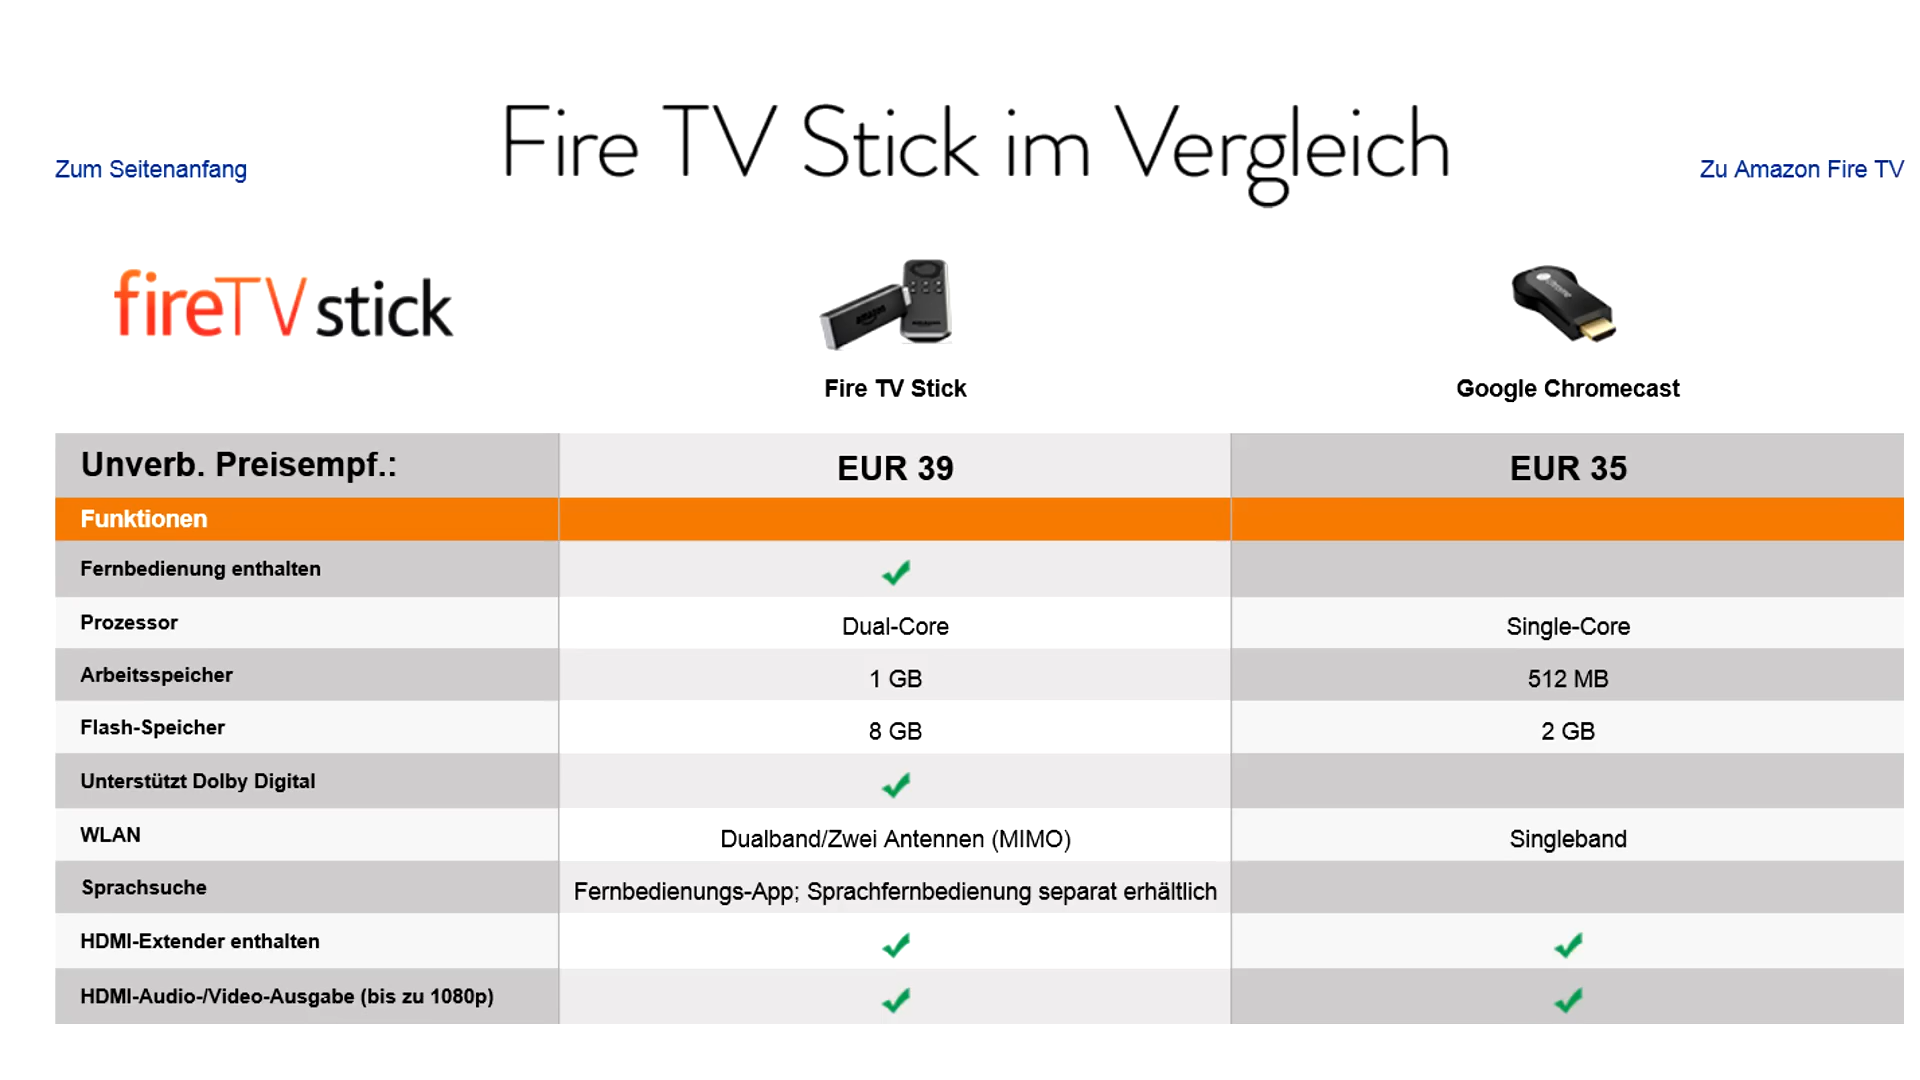 Fire TV Stick im Vergleich
Zum Seitenanfang
Zu Amazon Fire TV
fireTVstick
amazon
Chrome
Fire TV Stick
Google Chromecast
Unverb. Preisempf.: EUR 39 EUR 35
Funktionen
Fernbedienung enthalten
Prozessor Dual-Core Single-Core
Arbeitsspeicher 1 GB 512 MB
Flash-Speicher 8 GB 2 GB
Unterstützt Dolby Digital
WLAN Dualband/Zwei Antennen (MIMO) Singleband
Sprachsuche Fernbedienungs-App; Sprachfernbedienung separat erhältlich
HDMI-Extender enthalten
HDMI-Audio-/Video-Ausgabe (bis zu 1080p)